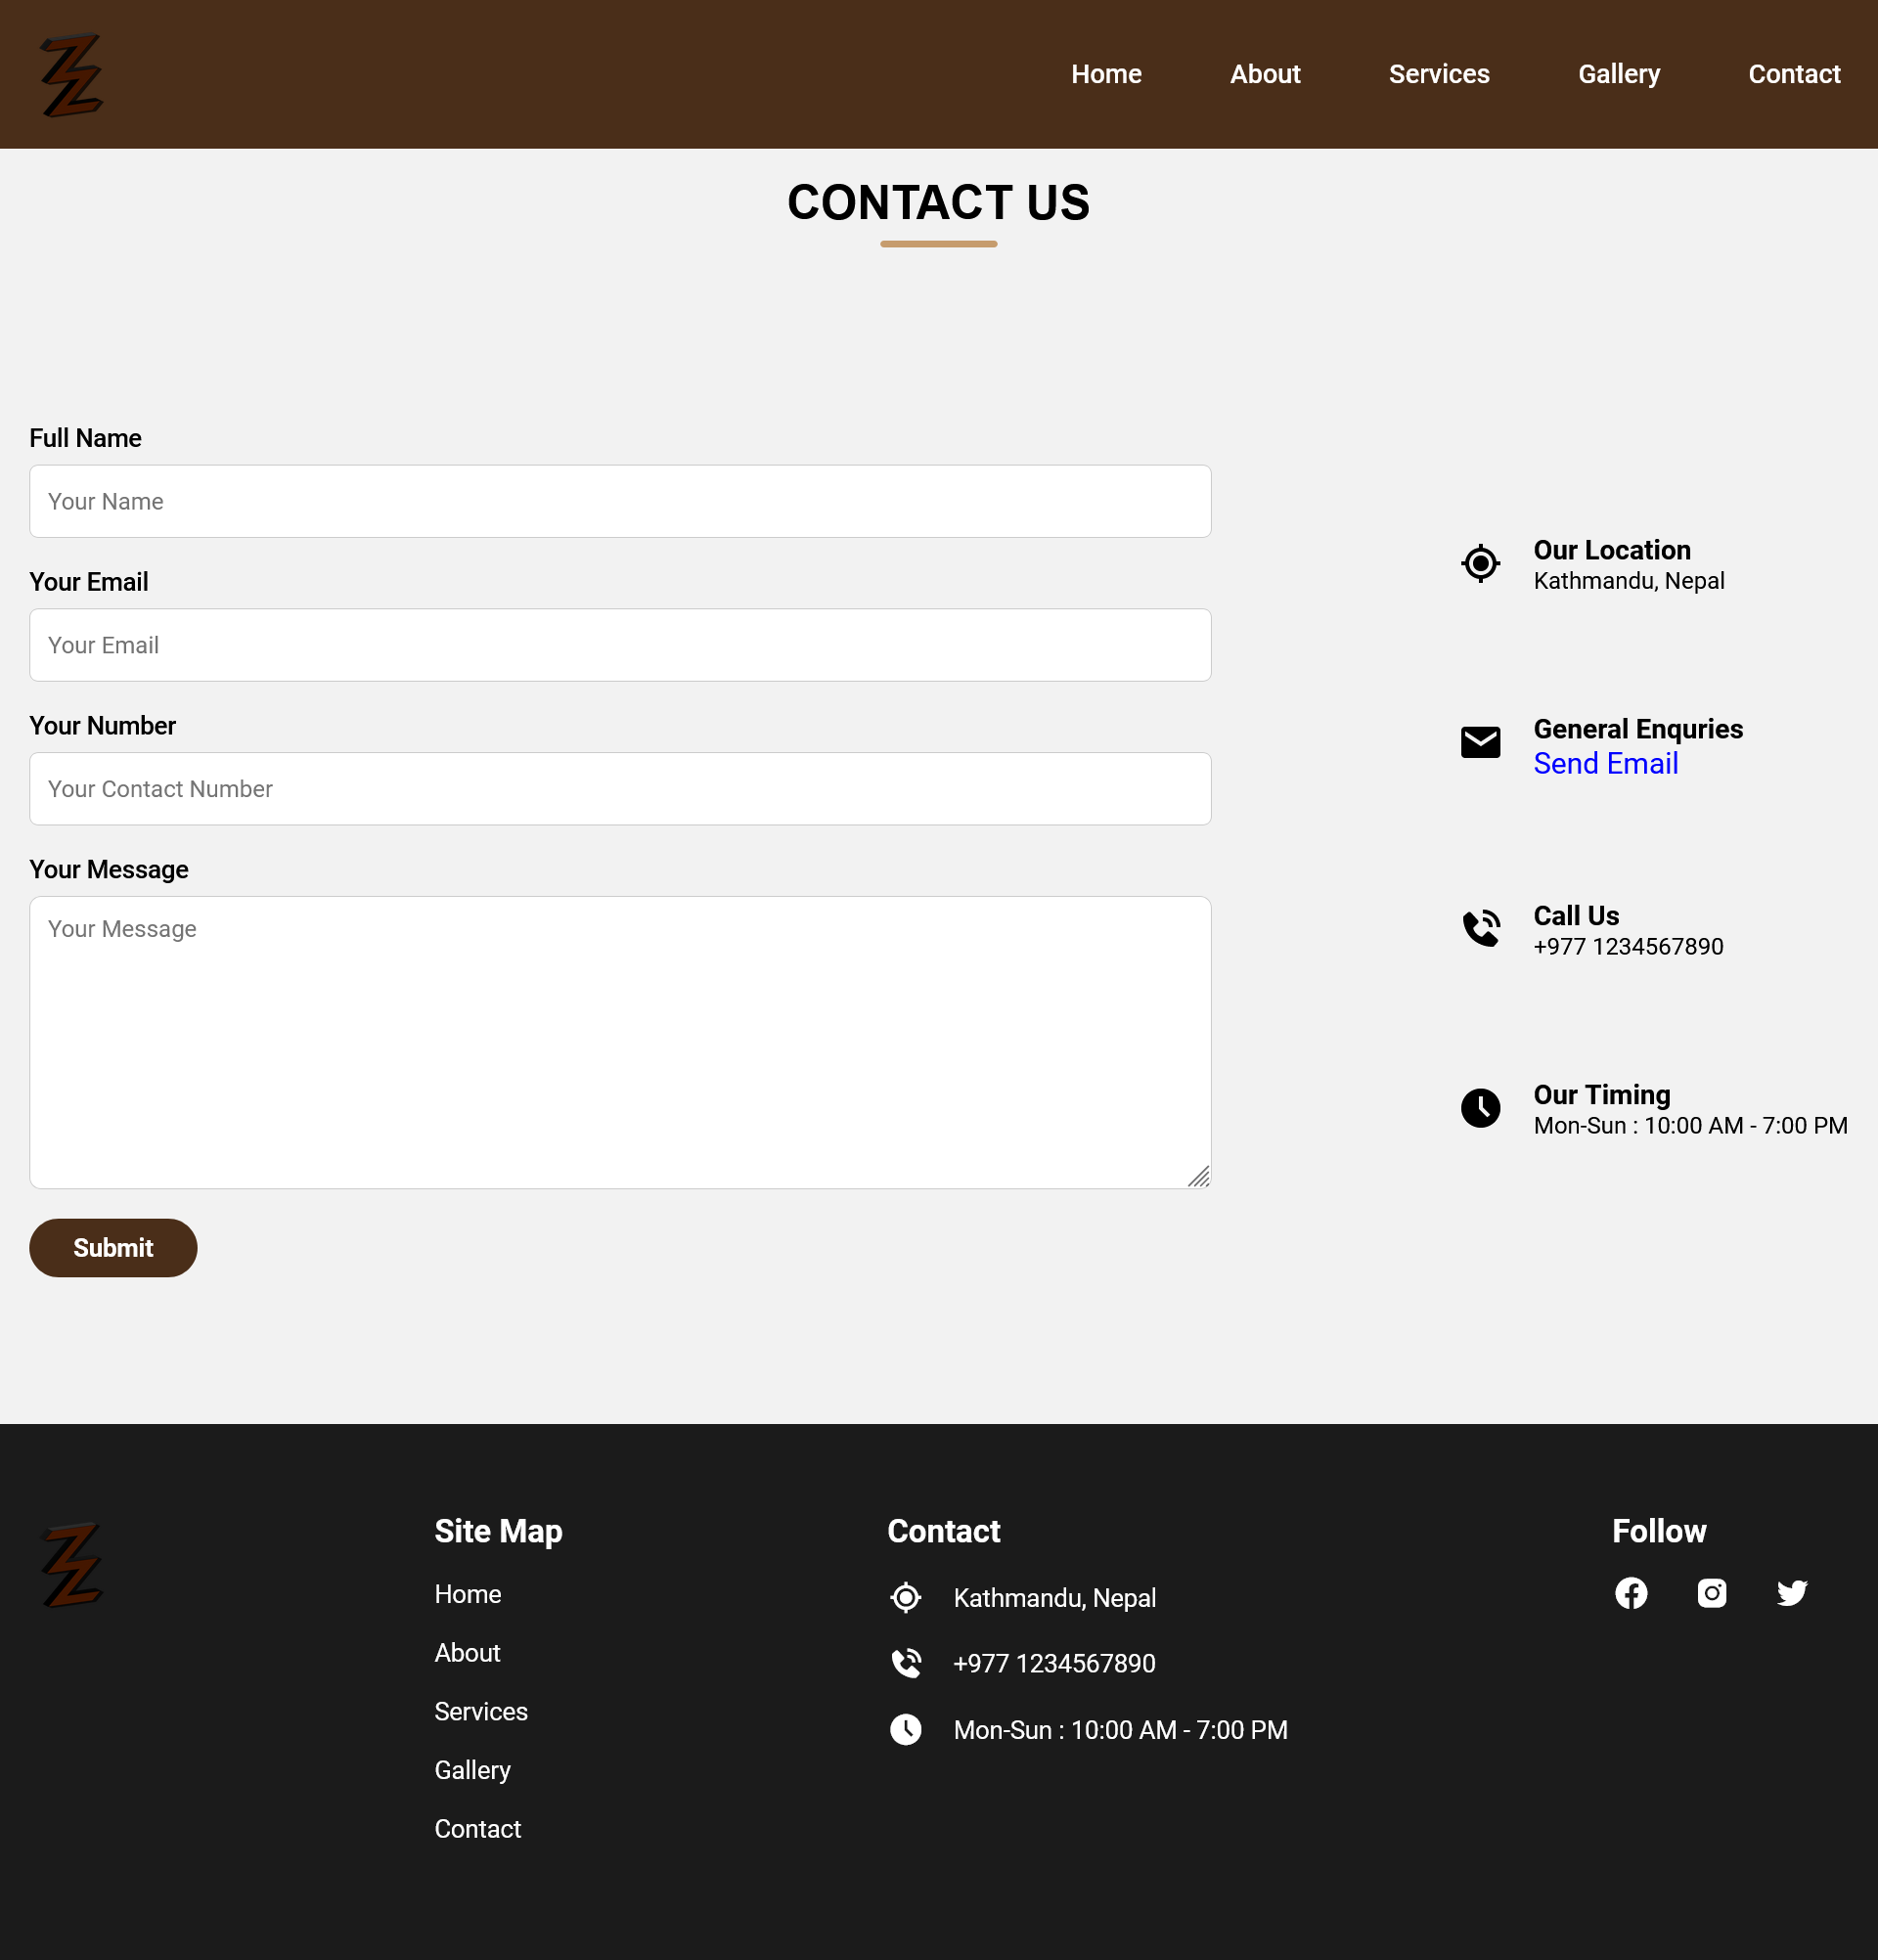 Home
About
Services
Gallery
Contact
CONTACT US
Full Name
Your Name
Your Email
Your Email
Your Number
Your Contact Number
Your Message
Your Message
Submit
Our Location
Kathmandu, Nepal
General Enquries
Send Email
Call Us
+977 1234567890
Our Timing
Mon-Sun : 10:00 AM - 7:00 PM
Site Map
Home
About
Services
Gallery
Contact
Contact
Kathmandu, Nepal
+977 1234567890
Mon-Sun : 10:00 AM - 7:00 PM
Follow